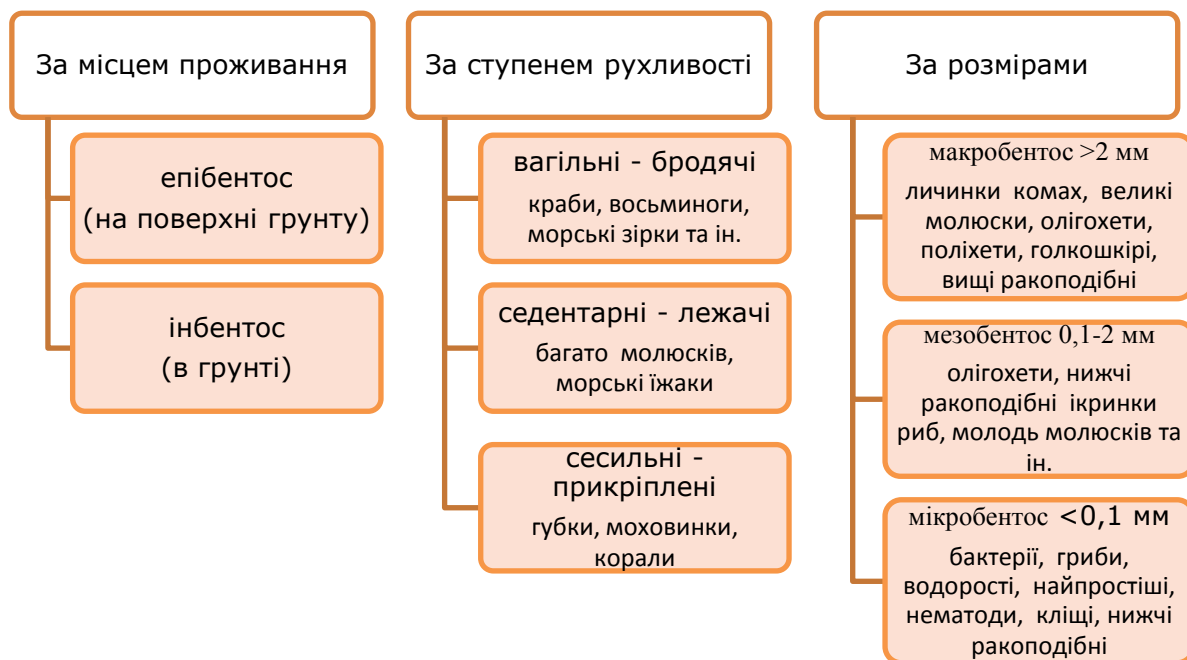 За місцем проживання
епібентос
(на поверхні грунту)
інбентос
(в грунті)
За ступенем рухливості
вагільні - бродячі
краби, восьминоги,
морські зірки та ін.
седентарні - лежачі
багато молюсків,
морські їжаки
сесильні -
прикріплені
губки, моховинки,
корали
За розмірами
макробентос >2 мм
личинки комах, великі
молюски, олігохети,
поліхети, голкошкірі,
вищі ракоподібні
мезобентос 0,1-2 мм
олігохети, нижчі
ракоподібні ікринки
риб, молодь молюсків та
ін.
мікробентос <0,1 мм
бактерії, гриби,
водорості, найпростіші,
нематоди, кліщі, нижчі
ракоподібні